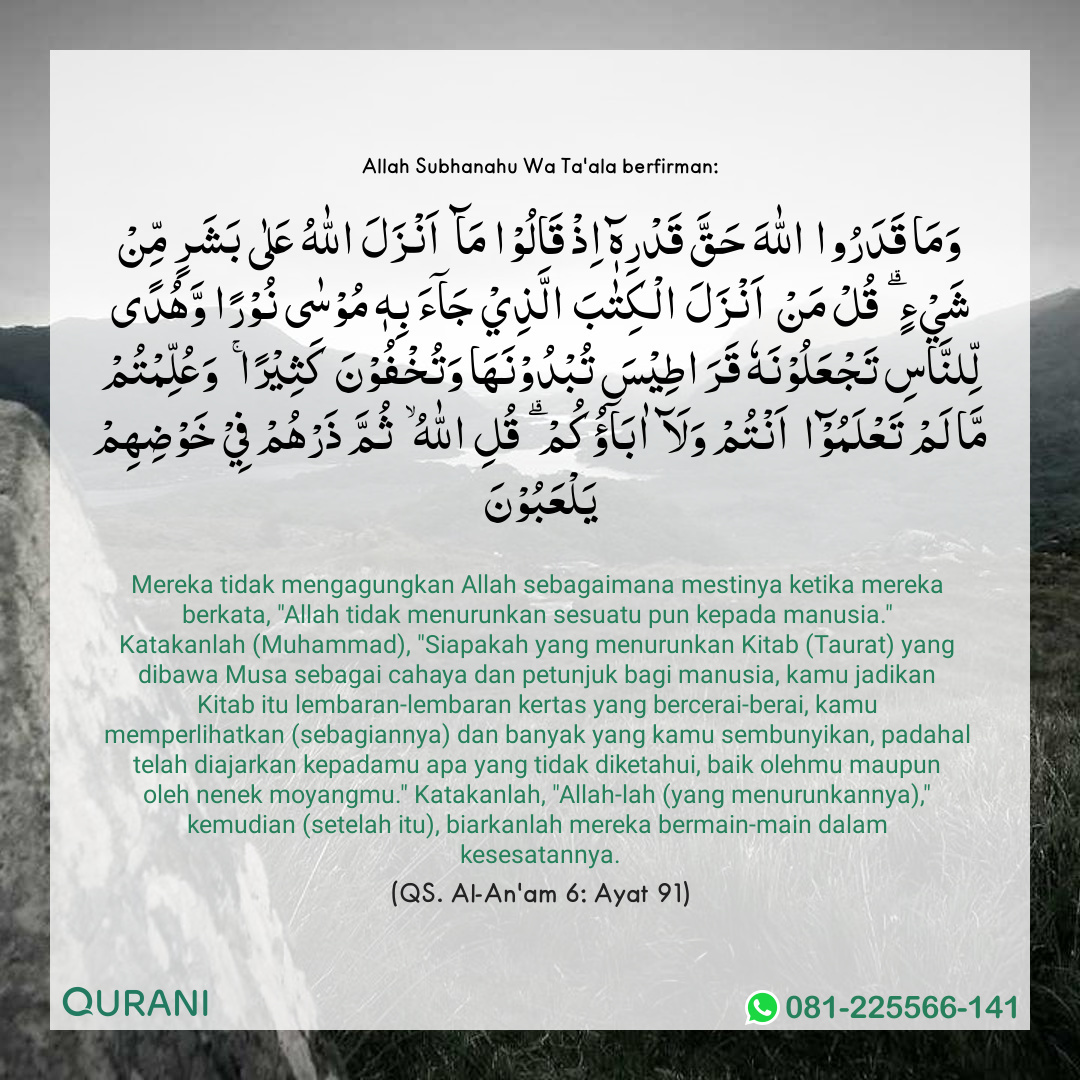 Allah Subhanahu Wa Ta'ala berfirman:
وَمَا قَدَرُوا اللّٰهَ حَقَّ قَدْرِهٖٓ اِذْ قَالُوْا مَآ اَنْزَلَ اللّٰهُ عَلٰى بَشَرٍ مِّنْ
شَيْءٍ ۗ قُلْ مَنْ اَنْزَلَ الْكِتٰبَ الَّذِيْ جَآءَ بِهٖ مُوْسٰى نُوْرًا وَّهُدًى
لِّلنَّاسِ تَجْعَلُوْنَهٗ قَرَاطِيْسَ تُبْدُوْنَهَا وَتُخْفُوْنَ كَثِيْرًا ۚ وَعُلِّمْتُمْ
مَّا لَمْ تَعْلَمُوْٓا اَنْتُمْ وَلَآ اٰبَآؤُكُمْ ۗ قُلِ اللّٰهُ ۙ ثُمَّ ذَرْهُمْ فِيْ خَوْضِهِمْ
يَلْعَبُوْنَ
Mereka tidak mengagungkan Allah sebagaimana mestinya ketika mereka
berkata, "Allah tidak menurunkan sesuatu pun kepada manusia."
Katakanlah (Muhammad), "Siapakah yang menurunkan Kitab (Taurat) yang
dibawa Musa sebagai cahaya dan petunjuk bagi manusia, kamu jadikan
Kitab itu lembaran-lembaran kertas yang bercerai-berai, kamu
memperlihatkan (sebagiannya) dan banyak yang kamu sembunyikan, padahal
telah diajarkan kepadamu apa yang tidak diketahui, baik olehmu maupun
oleh nenek moyangmu." Katakanlah, "Allah-lah (yang menurunkannya),"
kemudian (setelah itu), biarkanlah mereka bermain-main dalam
kesesatannya.
(QS. Al-An'am 6: Ayat 91)
QURANI
081-225566-141